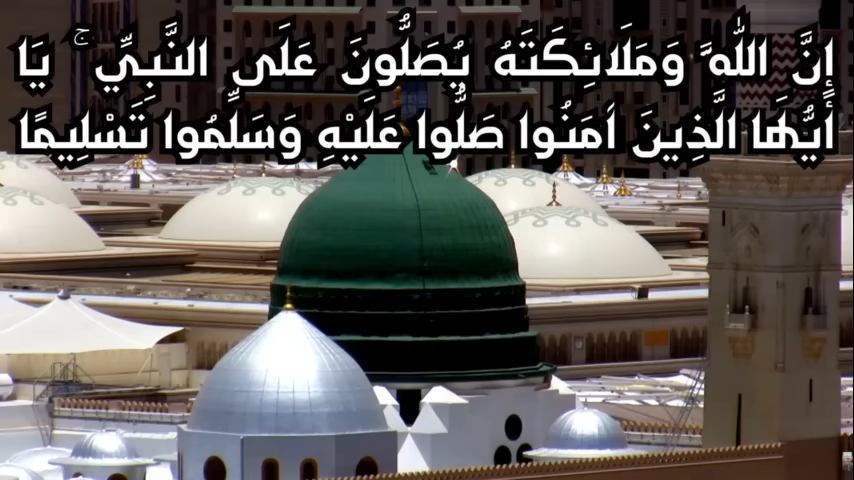 إِنَّ اللَّهَ وَمَلَائِكَتَهُ يُصَلُّونَ عَلَى النَّبِيِّ ۚ يَا
أَيُّهَا الَّذِينَ آمَنُوا صَلُّوا عَلَيْهِ وَسَلِّمُوا تَسْلِيمًا